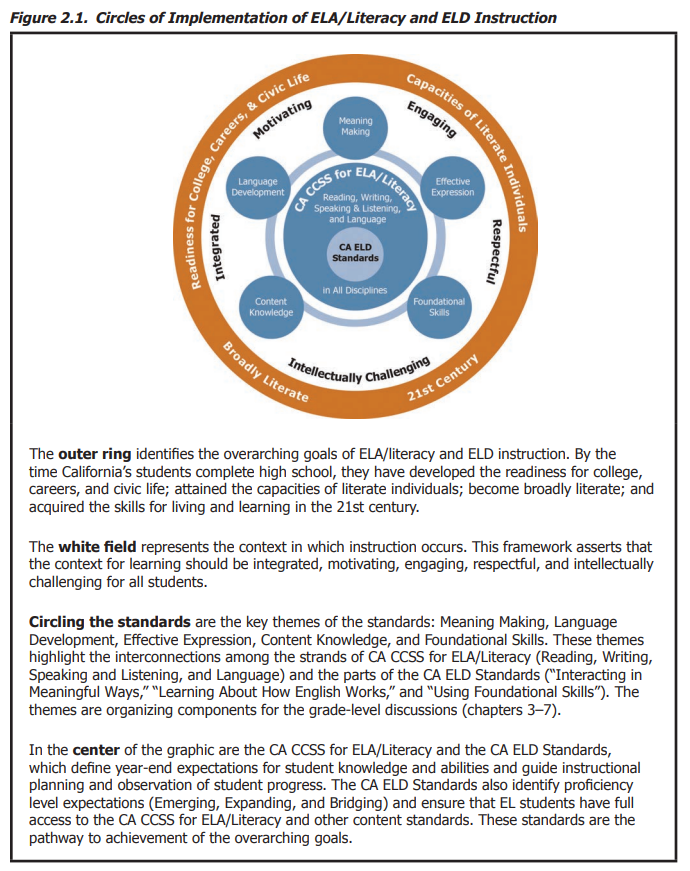 Figure 2.1. Circles of Implementation of ELA/Literacy and ELD Instruction
Readiness for College, Careers, & Civic Life
Capacities of Literate Individuals
Broadly Literate
21st Century
Motivating
Engaging
Integrated
Respectful
Intellectually Challenging
Meaning
Making
Language
Development
Effective
Expression
Content
Knowledge
Foundational
Skills
CA CCSS for ELA/Literacy
Reading, Writing,
Speaking & Listening,
and Language
CA ELD
Standards
in All Disciplines
The outer ring identifies the overarching goals of ELA/literacy and ELD instruction. By the
time California's students complete high school, they have developed the readiness for college,
careers, and civic life; attained the capacities of literate individuals; become broadly literate; and
acquired the skills for living and learning in the 21st century.
The white field represents the context in which instruction occurs. This framework asserts that
the context for learning should be integrated, motivating, engaging, respectful, and intellectually
challenging for all students.
Circling the standards are the key themes of the standards: Meaning Making, Language
Development, Effective Expression, Content Knowledge, and Foundational Skills. These themes
highlight the interconnections among the strands of CA CCSS for ELA/Literacy (Reading, Writing,
Speaking and Listening, and Language) and the parts of the CA ELD Standards ("Interacting in
Meaningful Ways," "Learning About How English Works," and "Using Foundational Skills"). The
themes are organizing components for the grade-level discussions (chapters 3–7).
In the center of the graphic are the CA CCSS for ELA/Literacy and the CA ELD Standards,
which define year-end expectations for student knowledge and abilities and guide instructional
planning and observation of student progress. The CA ELD Standards also identify proficiency
level expectations (Emerging, Expanding, and Bridging) and ensure that EL students have full
access to the CA CCSS for ELA/Literacy and other content standards. These standards are the
pathway to achievement of the overarching goals.